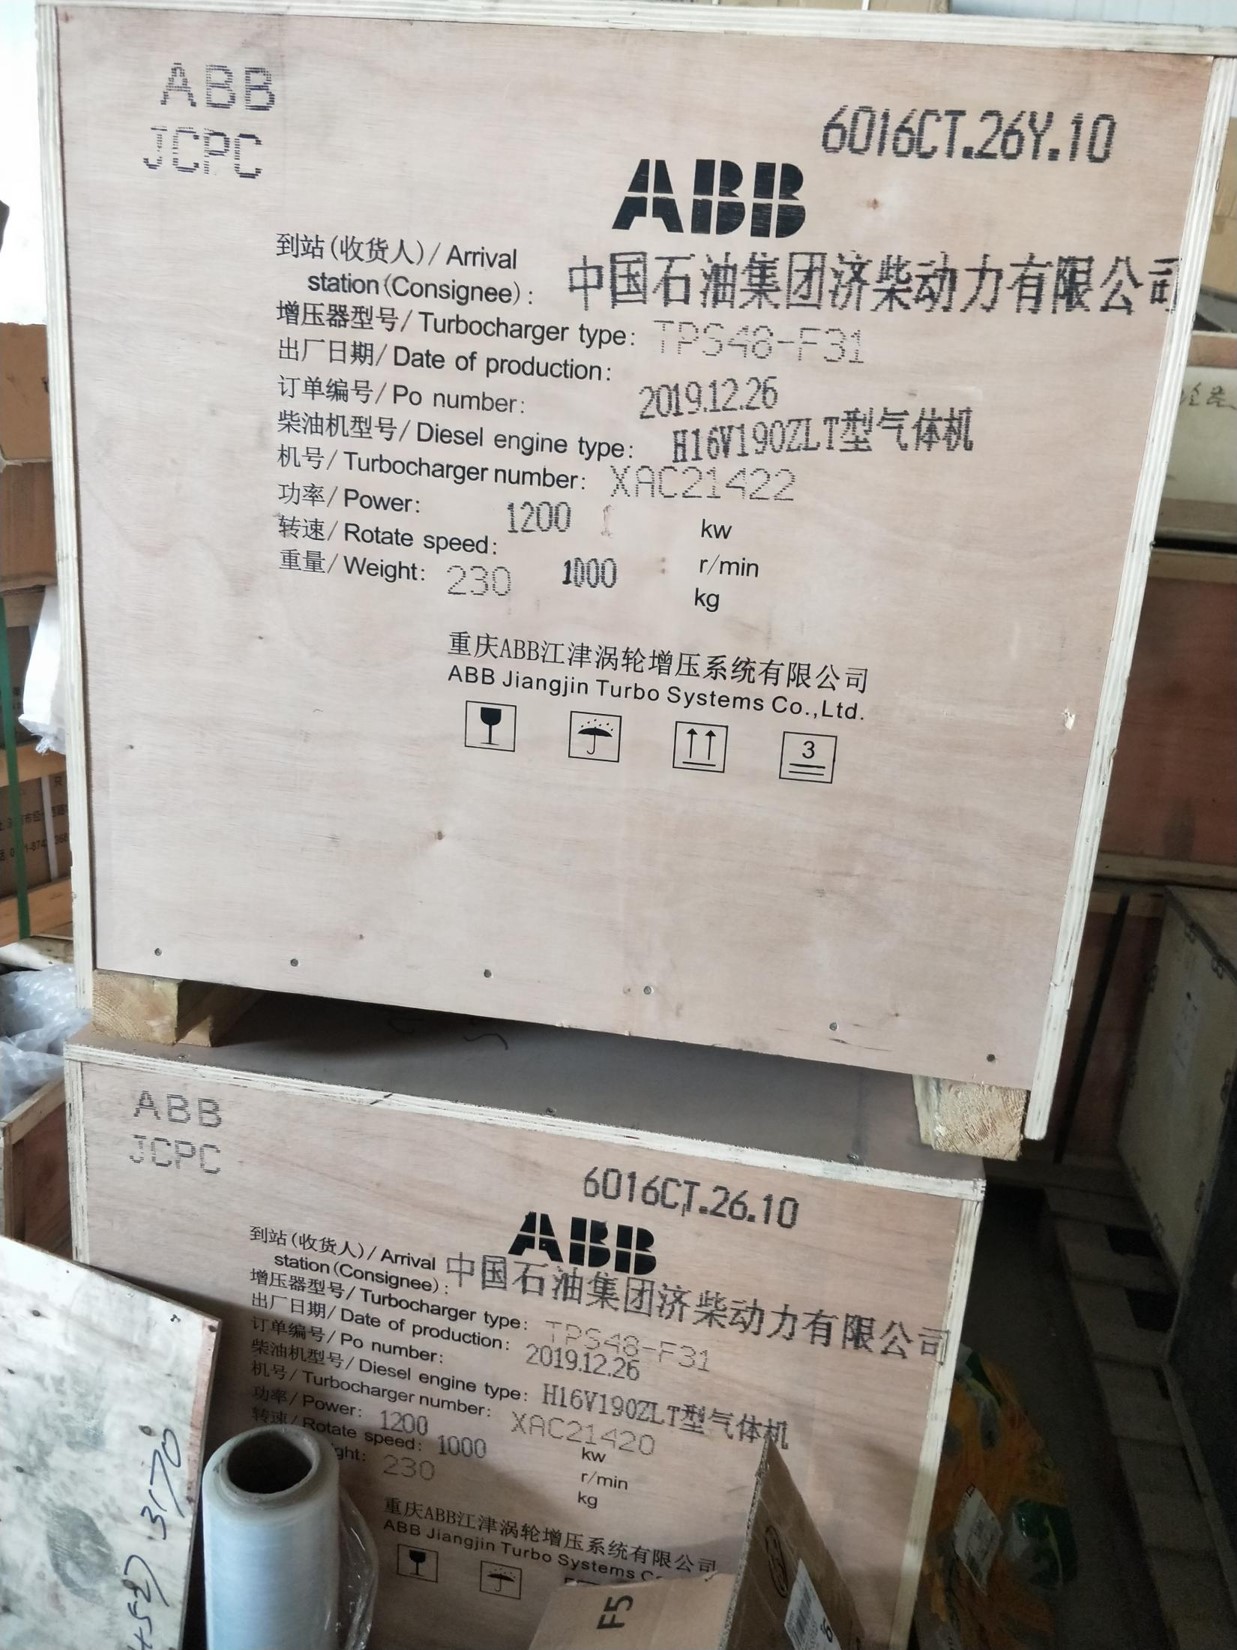 ABB
JCPC
6016CT.26Y.10
ABB
到站(收货人)/Arrival
station(Consignee): 中国石油集团济柴动力有限公司
增压器型号/Turbocharger type: TPS48-F31
出厂日期/Date of production:
2019.12.26
订单编号/Po number:
柴油机型号/Diesel engine type: H16V190ZLT型气体机
机号/Turbocharger number: XAC21422
功率/Power: 1200 kw
转速/Rotate speed: 1000 r/min
重量/Weight: 230 kg
重庆ABB江津涡轮增压系统有限公司
ABB Jiangjin Turbo Systems Co.,Ltd.
3
ABB
JCPC
6016CT.26.10
ABB
到站(收货人)/Arrival
station(Consignee): 中国石油集团济柴动力有限公司
增压器型号/Turbocharger type: TPS48-F31
出厂日期/Date of production: 2019.12.26
订单编号/Po number:
柴油机型号/Diesel engine type: H16V190ZLT型气体机
机号/Turbocharger number: XAC21420
功率/Power: 1200 kw
转速/Rotate speed: 1000 r/min
ght: 230 kg
重庆ABB江津涡轮增压系统有限公司
ABB Jiangjin Turbo Systems
F5
3170